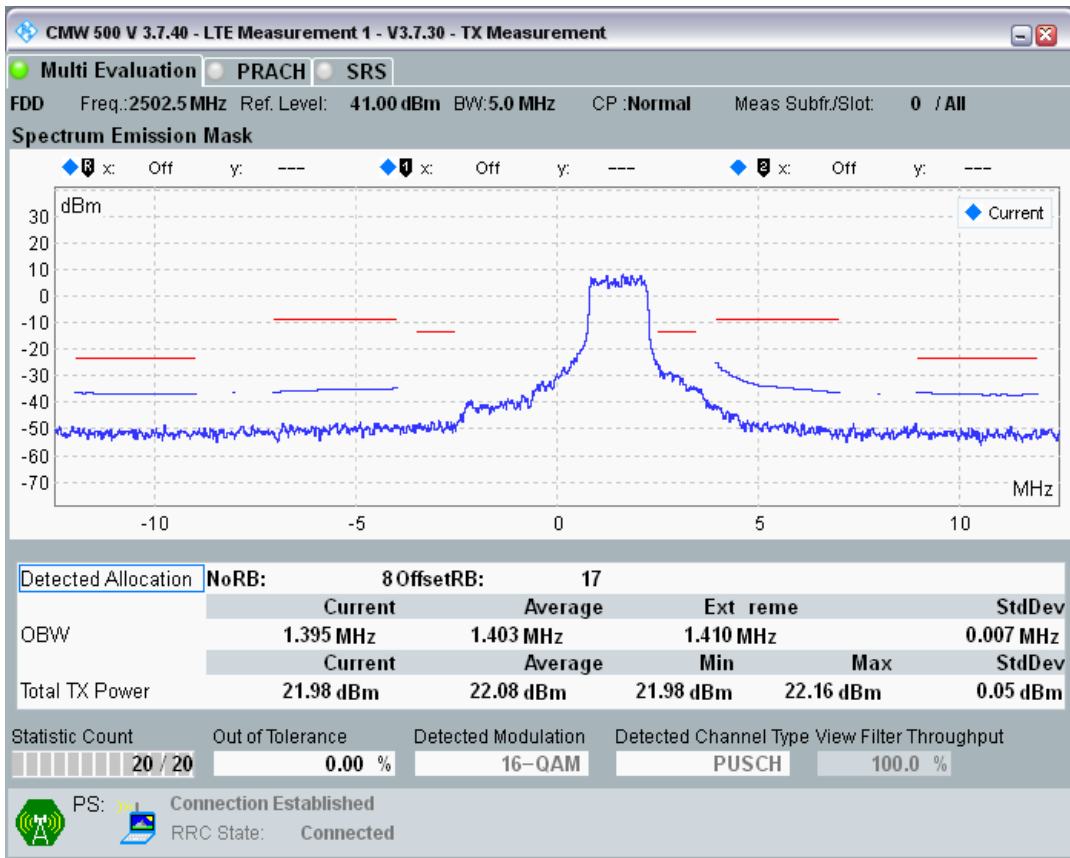 CMW 500 V 3.7.40 - LTE Measurement 1 - V3.7.30 - TX Measurement
Multi Evaluation PRACH SRS
FDD Freq.:2502.5 MHz Ref. Level: 41.00 dBm BW:5.0 MHz CP :Normal Meas Subfr./Slot: 0 / All
Spectrum Emission Mask
R x: Off y: --- 1 x: Off y: --- 2 x: Off y: ---
dBm
Current
30
20
10
0
-10
-20
-30
-40
-50
-60
-70
MHz
-10 -5 0 5 10
Detected Allocation NoRB: 8 OffsetRB: 17
Current Average Ext reme StdDev
OBW 1.395 MHz 1.403 MHz 1.410 MHz 0.007 MHz
Current Average Min Max StdDev
Total TX Power 21.98 dBm 22.08 dBm 21.98 dBm 22.16 dBm 0.05 dBm
Statistic Count Out of Tolerance Detected Modulation Detected Channel Type View Filter Throughput
20 / 20 0.00 % 16-QAM PUSCH 100.0 %
PS: Connection Established
RRC State: Connected